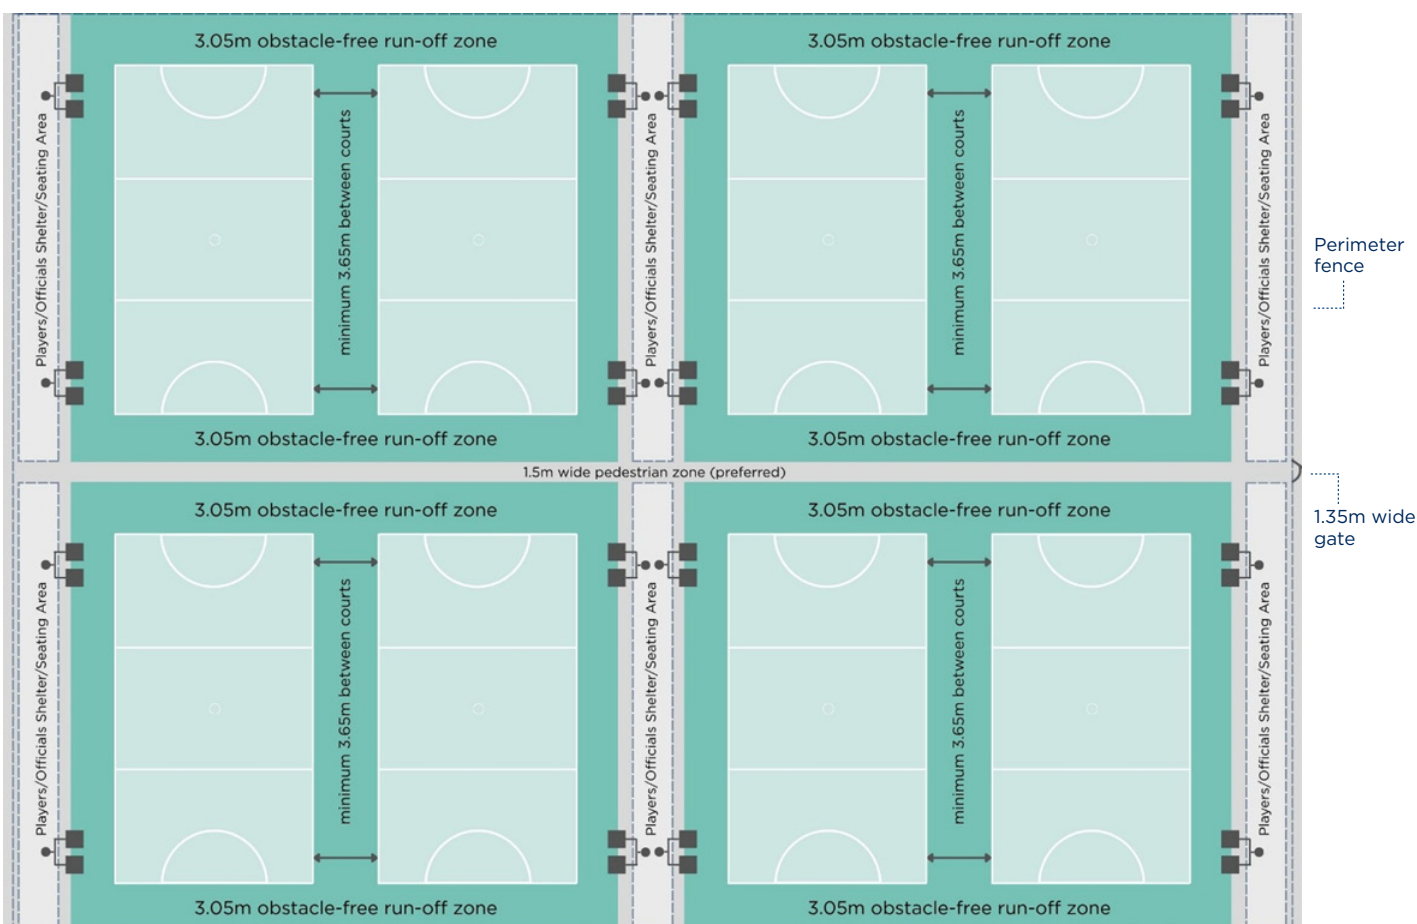 3.05m obstacle-free run-off zone
3.05m obstacle-free run-off zone
Players/Officials Shelter/Seating Area
minimum 3.65m between courts
Players/Officials Shelter/Seating Area
minimum 3.65m between courts
Players/Officials Shelter/Seating Area
Perimeter
fence
3.05m obstacle-free run-off zone
3.05m obstacle-free run-off zone
1.5m wide pedestrian zone (preferred)
1.35m wide
gate
3.05m obstacle-free run-off zone
3.05m obstacle-free run-off zone
Players/Officials Shelter/Seating Area
minimum 3.65m between courts
Players/Officials Shelter/Seating Area
minimum 3.65m between courts
Players/Officials Shelter/Seating Area
3.05m obstacle-free run-off zone
3.05m obstacle-free run-off zone